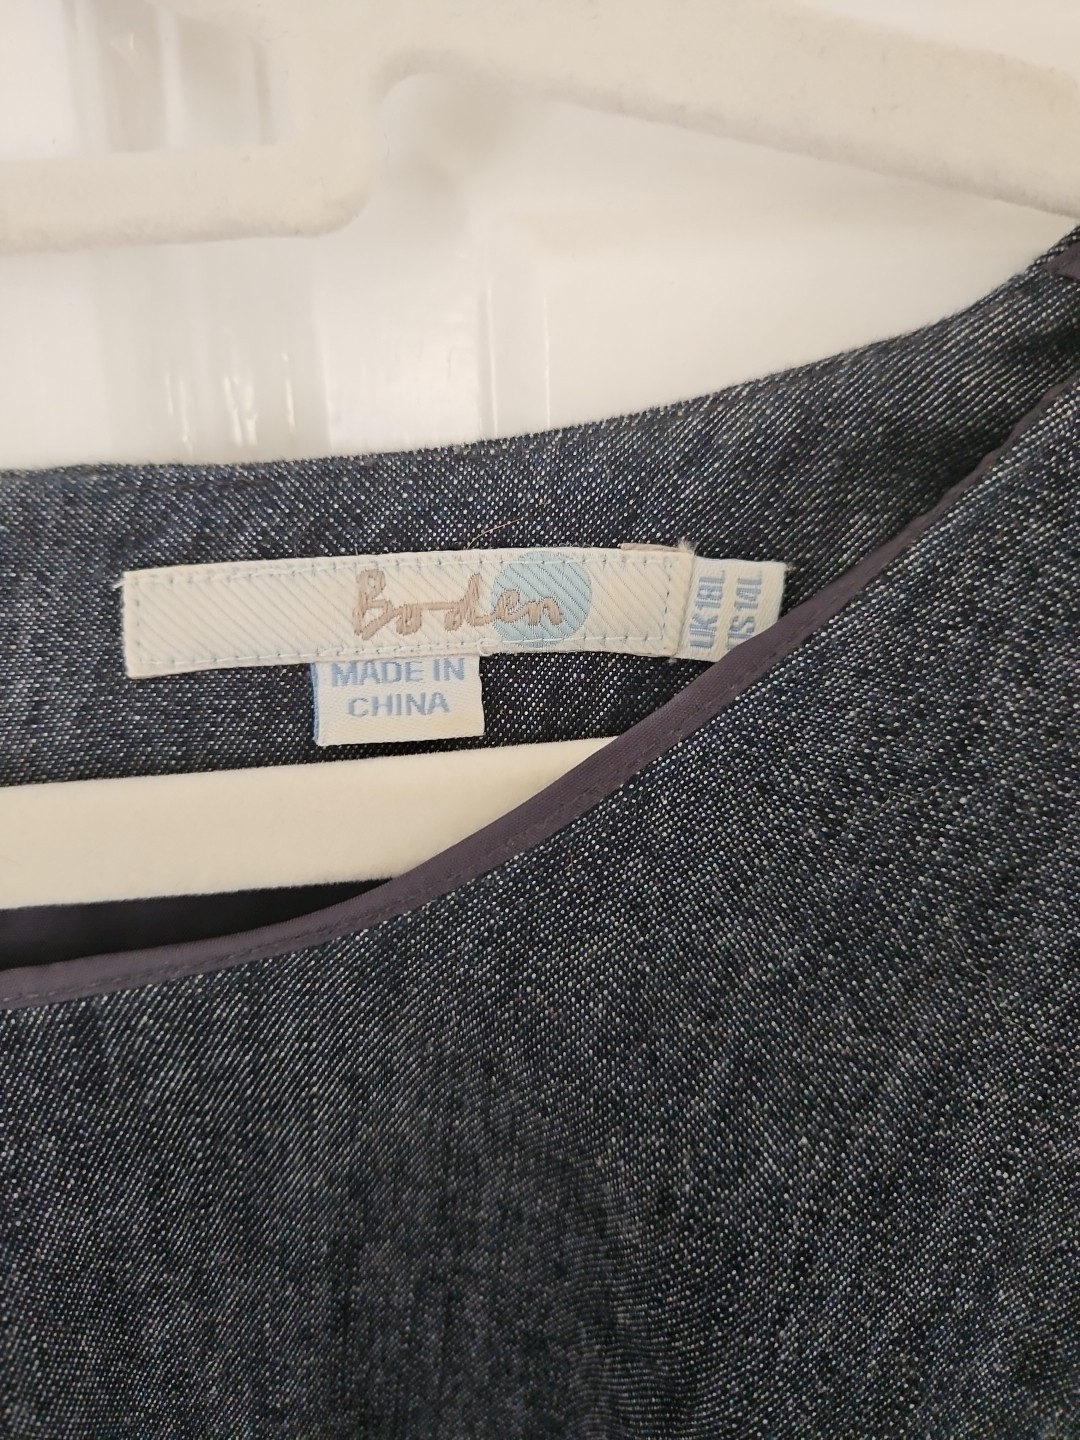 Boden
UK18L
US14L
MADE IN
CHINA